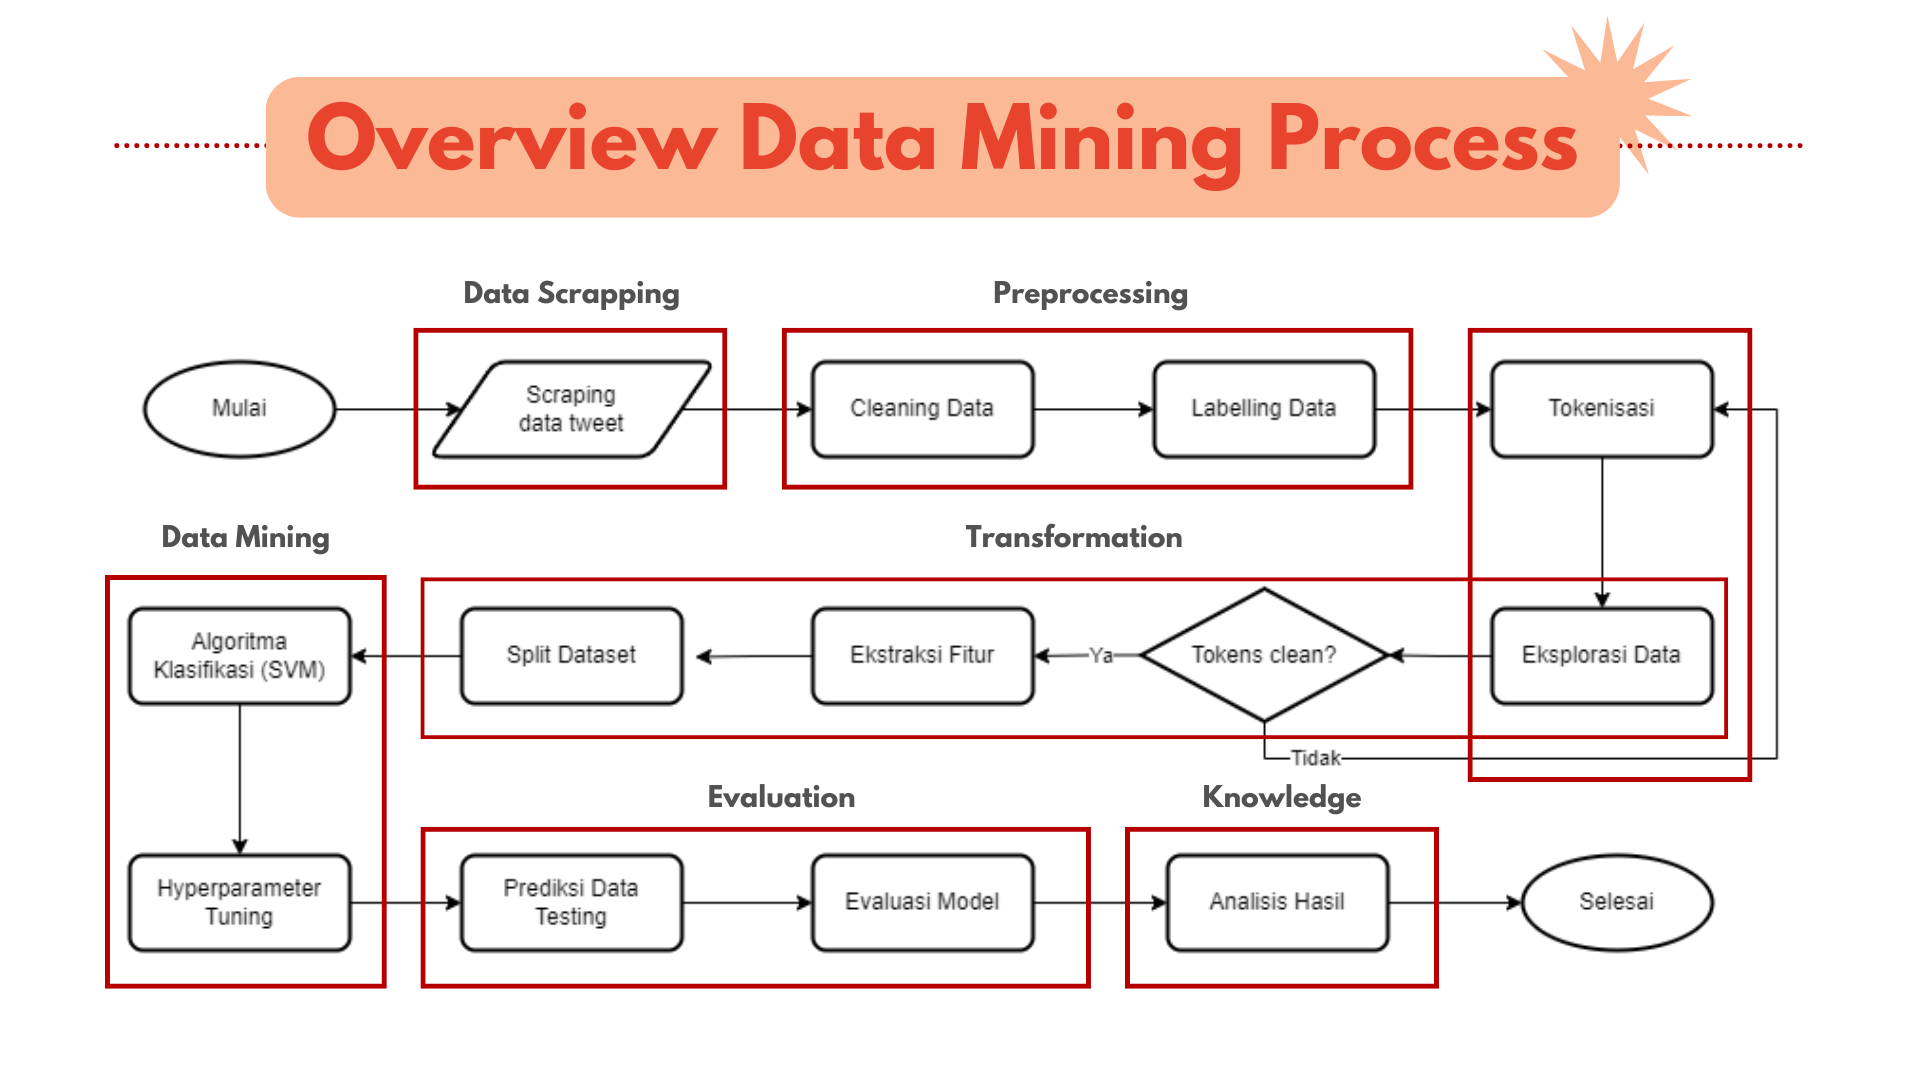 Overview Data Mining Process
Data Scrapping
Preprocessing
Mulai
Scraping
data tweet
Cleaning Data
Labelling Data
Tokenisasi
Data Mining
Transformation
Algoritma
Klasifikasi (SVM)
Split Dataset
Ekstraksi Fitur
Ya
Tokens clean?
Eksplorasi Data
Tidak
Evaluation
Knowledge
Hyperparameter
Tuning
Prediksi Data
Testing
Evaluasi Model
Analisis Hasil
Selesai